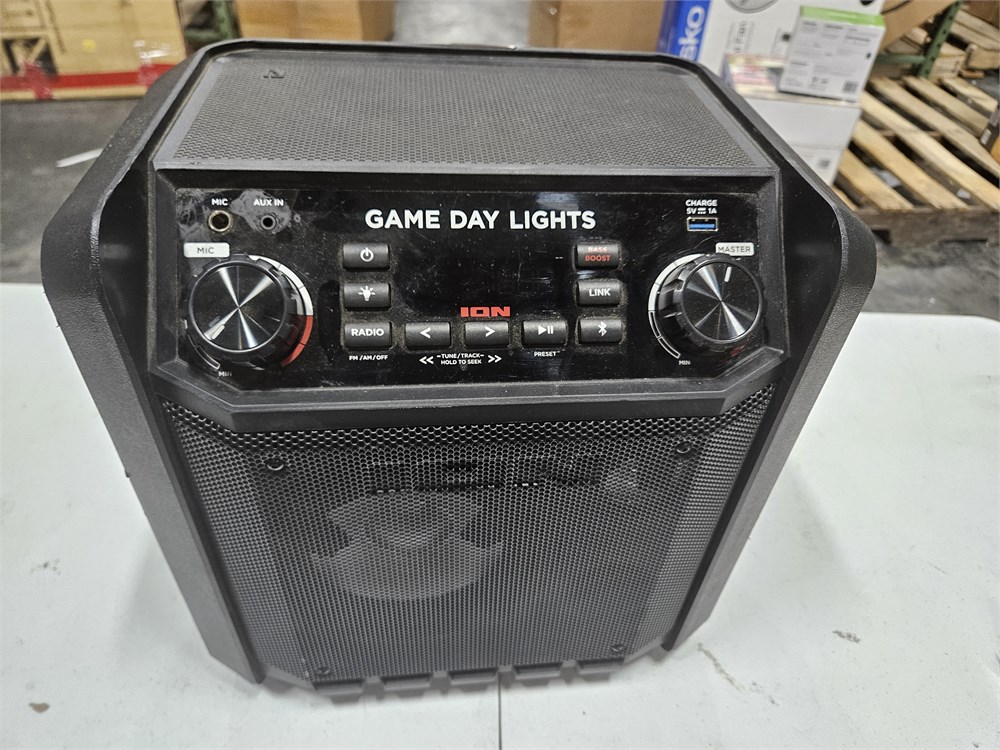 sko
MIC
AUX IN
GAME DAY LIGHTS
CHARGE
5V 1A
MIC
MASTER
BASS
BOOST
LINK
ION
RADIO
<
>
FM/AM/OFF
<< -TUNE/TRACK- >>
HOLD TO SEEK
PRESET
MIN
MIN